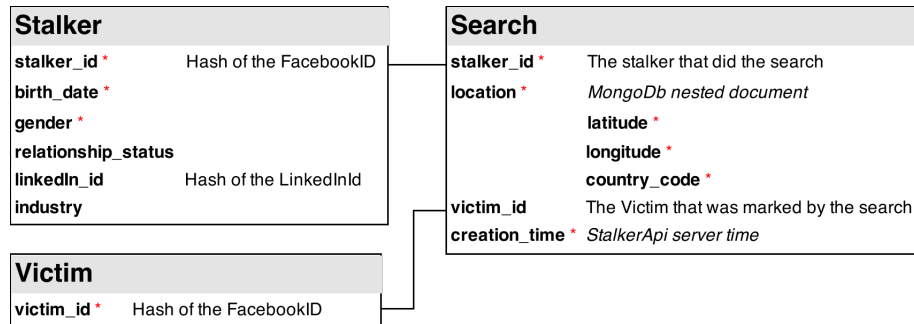 Stalker
stalker_id * Hash of the FacebookID
birth_date *
gender *
relationship_status
linkedIn_id Hash of the LinkedInId
industry
Search
stalker_id * The stalker that did the search
location * MongoDb nested document
latitude *
longitude *
country_code *
victim_id The Victim that was marked by the search
creation_time * StalkerApi server time
Victim
victim_id * Hash of the FacebookID